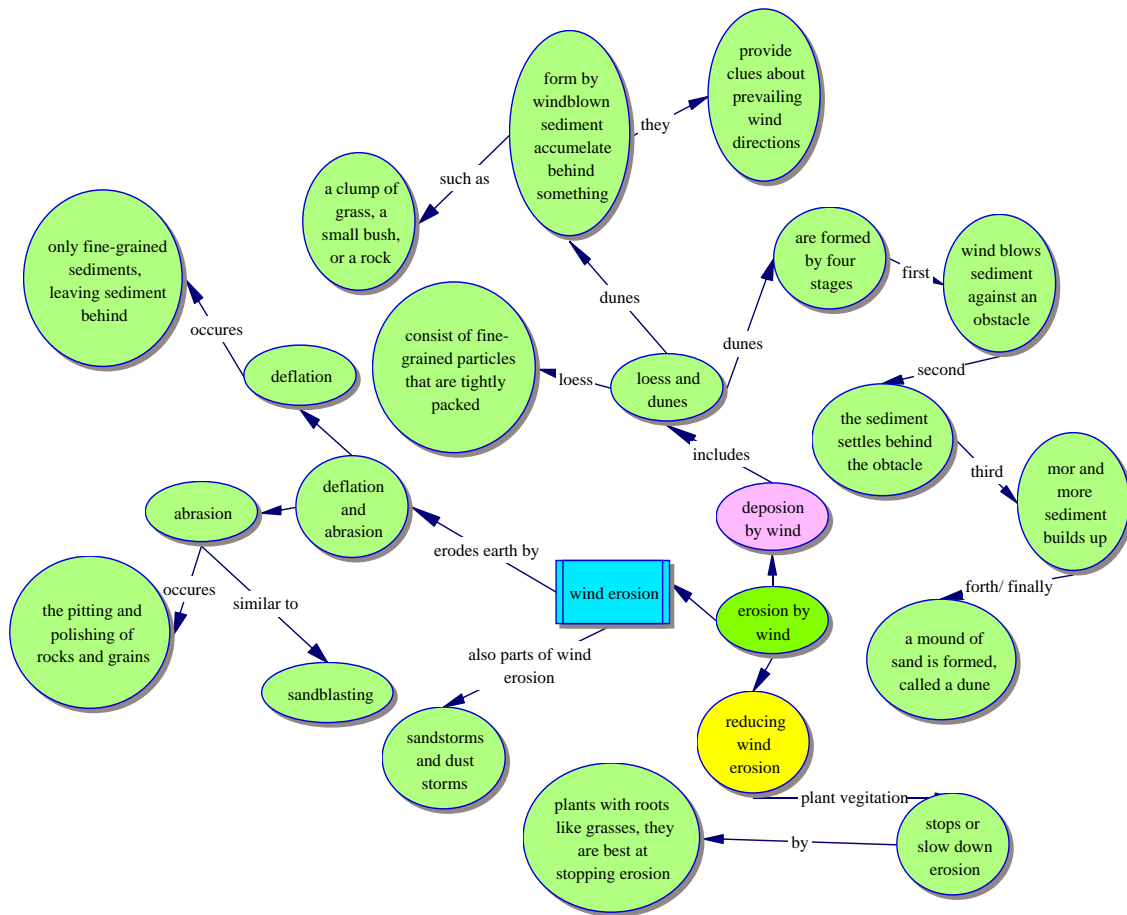 provide
clues about
prevailing
wind
directions
form by
windblown
sediment
accumelate
behind
something
they
such as
a clump of
grass, a
small bush,
or a rock
only fine-grained
sediments,
leaving sediment
behind
are formed
by four
stages
first
wind blows
sediment
against an
obstacle
dunes
dunes
occures
consist of fine-
grained particles
that are tightly
packed
loess
loess and
dunes
deflation
second
the sediment
settles behind
the obtacle
third
mor and
more
sediment
builds up
includes
deflation
and
abrasion
abrasion
deposion
by wind
erodes earth by
wind erosion
erosion by
wind
forth/ finally
occures
similar to
the pitting and
polishing of
rocks and grains
a mound of
sand is formed,
called a dune
also parts of wind
erosion
sandblasting
sandstorms
and dust
storms
reducing
wind
erosion
plant vegitation
plants with roots
like grasses, they
are best at
stopping erosion
by
stops or
slow down
erosion